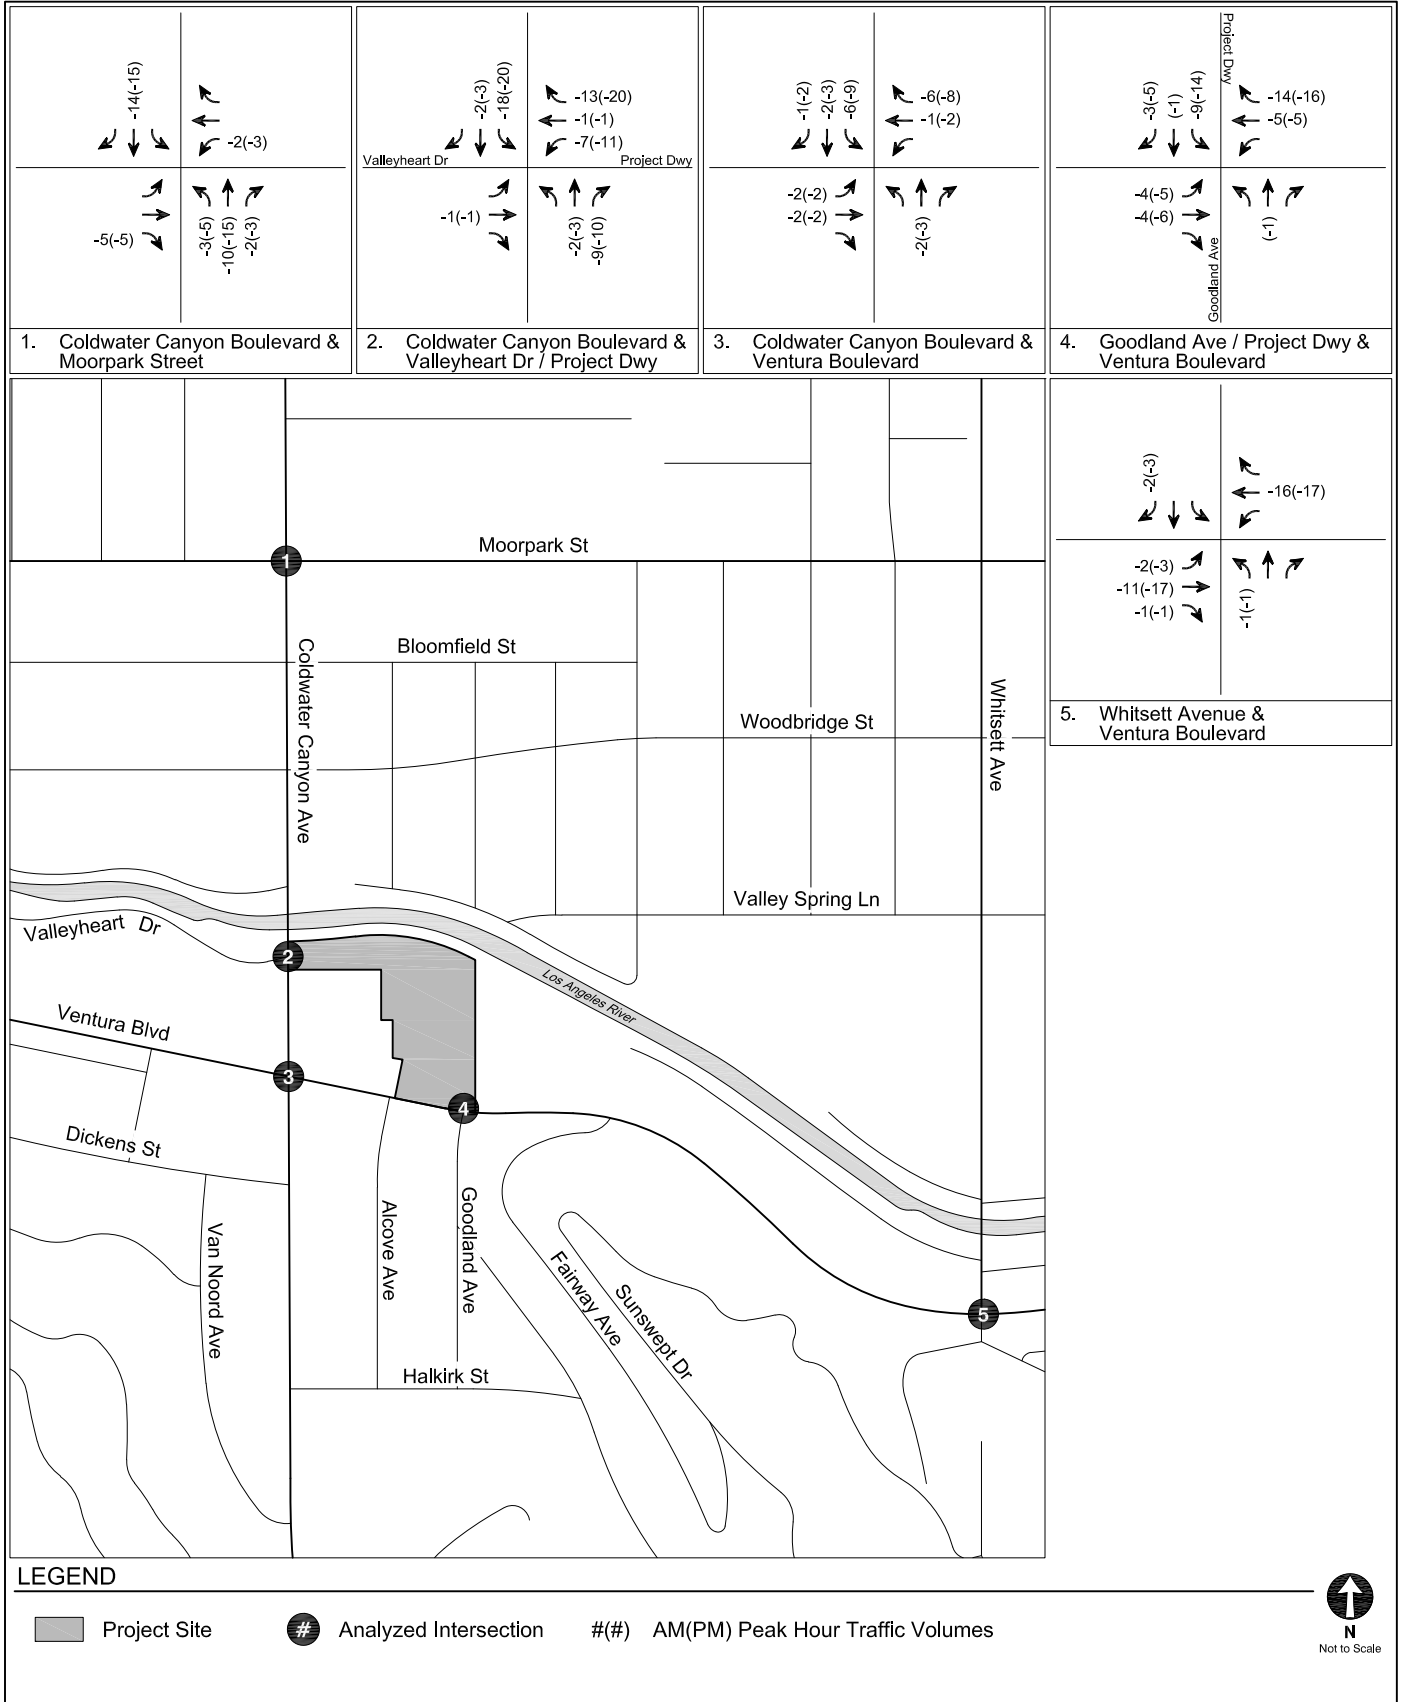 -14(-15)
-2(-3)
-5(-5)
-3(-5)
-10(-15)
-2(-3)
1. Coldwater Canyon Boulevard &
Moorpark Street
-2(-3)
-18(-20)
-13(-20)
-1(-1)
-7(-11)
Valleyheart Dr
Project Dwy
-1(-1)
-2(-3)
-9(-10)
2. Coldwater Canyon Boulevard &
Valleyheart Dr / Project Dwy
-1(-2)
-2(-3)
-6(-9)
-6(-8)
-1(-2)
-2(-2)
-2(-2)
-2(-3)
3. Coldwater Canyon Boulevard &
Ventura Boulevard
Project Dwy
-3(-5)
(-1)
-9(-14)
-14(-16)
-5(-5)
-4(-5)
-4(-6)
(-1)
Goodland Ave
4. Goodland Ave / Project Dwy &
Ventura Boulevard
-2(-3)
-16(-17)
-2(-3)
-11(-17)
-1(-1)
-1(-1)
5. Whitsett Avenue &
Ventura Boulevard
Moorpark St
1
Bloomfield St
Coldwater Canyon Ave
Whitsett Ave
Woodbridge St
Valley Spring Ln
Valleyheart Dr
2
Los Angeles River
Ventura Blvd
3
4
Dickens St
Van Noord Ave
Alcove Ave
Goodland Ave
Fairway Ave
Sunswept Dr
5
Halkirk St
LEGEND
Project Site
# Analyzed Intersection
#(#) AM(PM) Peak Hour Traffic Volumes
N
Not to Scale